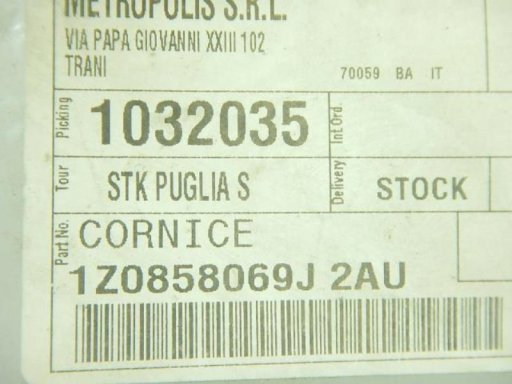 METROPOLIS S.R.L.
VIA PAPA GIOVANNI XXIII 102
TRANI
70059 BA IT
Picking 1032035 Int.Ord.
Tour STK PUGLIA S Delivery STOCK
Part No. CORNICE
1Z0858069J 2AU